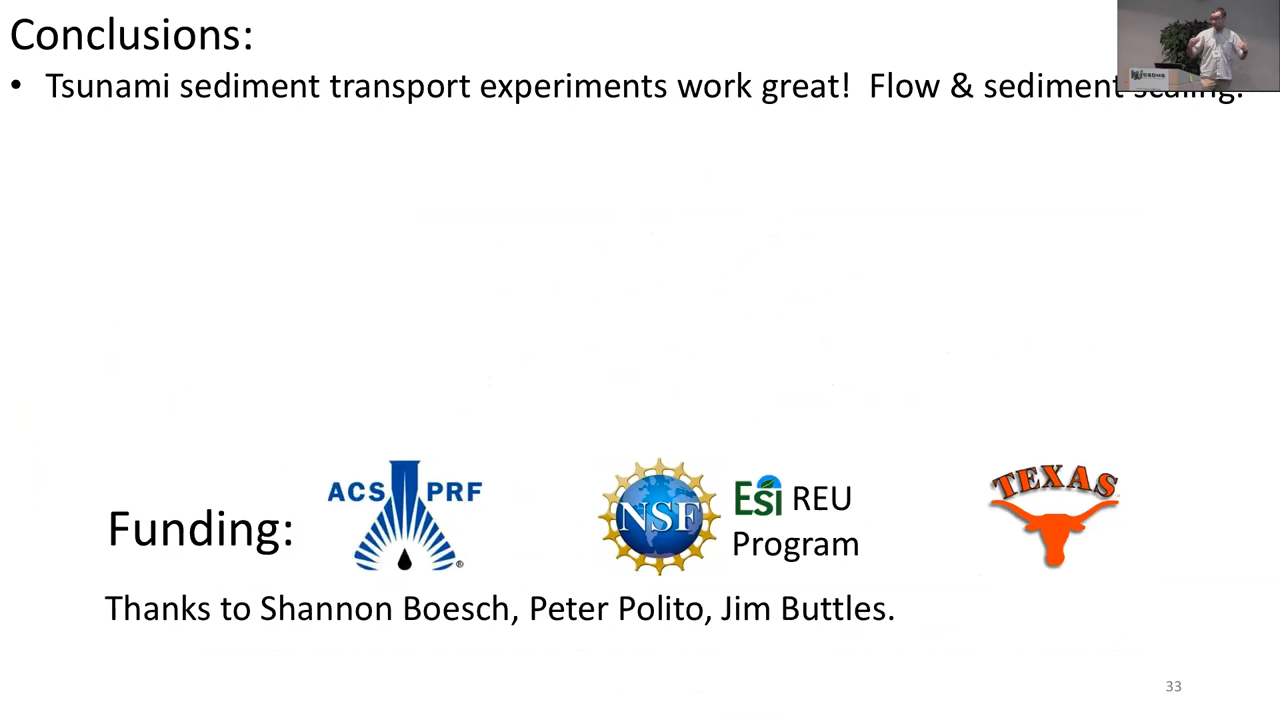 Conclusions:
• Tsunami sediment transport experiments work great! Flow & sediment scaling.
ACS PRF
®
NSF
ESi REU
Program
TEXAS
Funding:
Thanks to Shannon Boesch, Peter Polito, Jim Buttles.
33
CSDMS